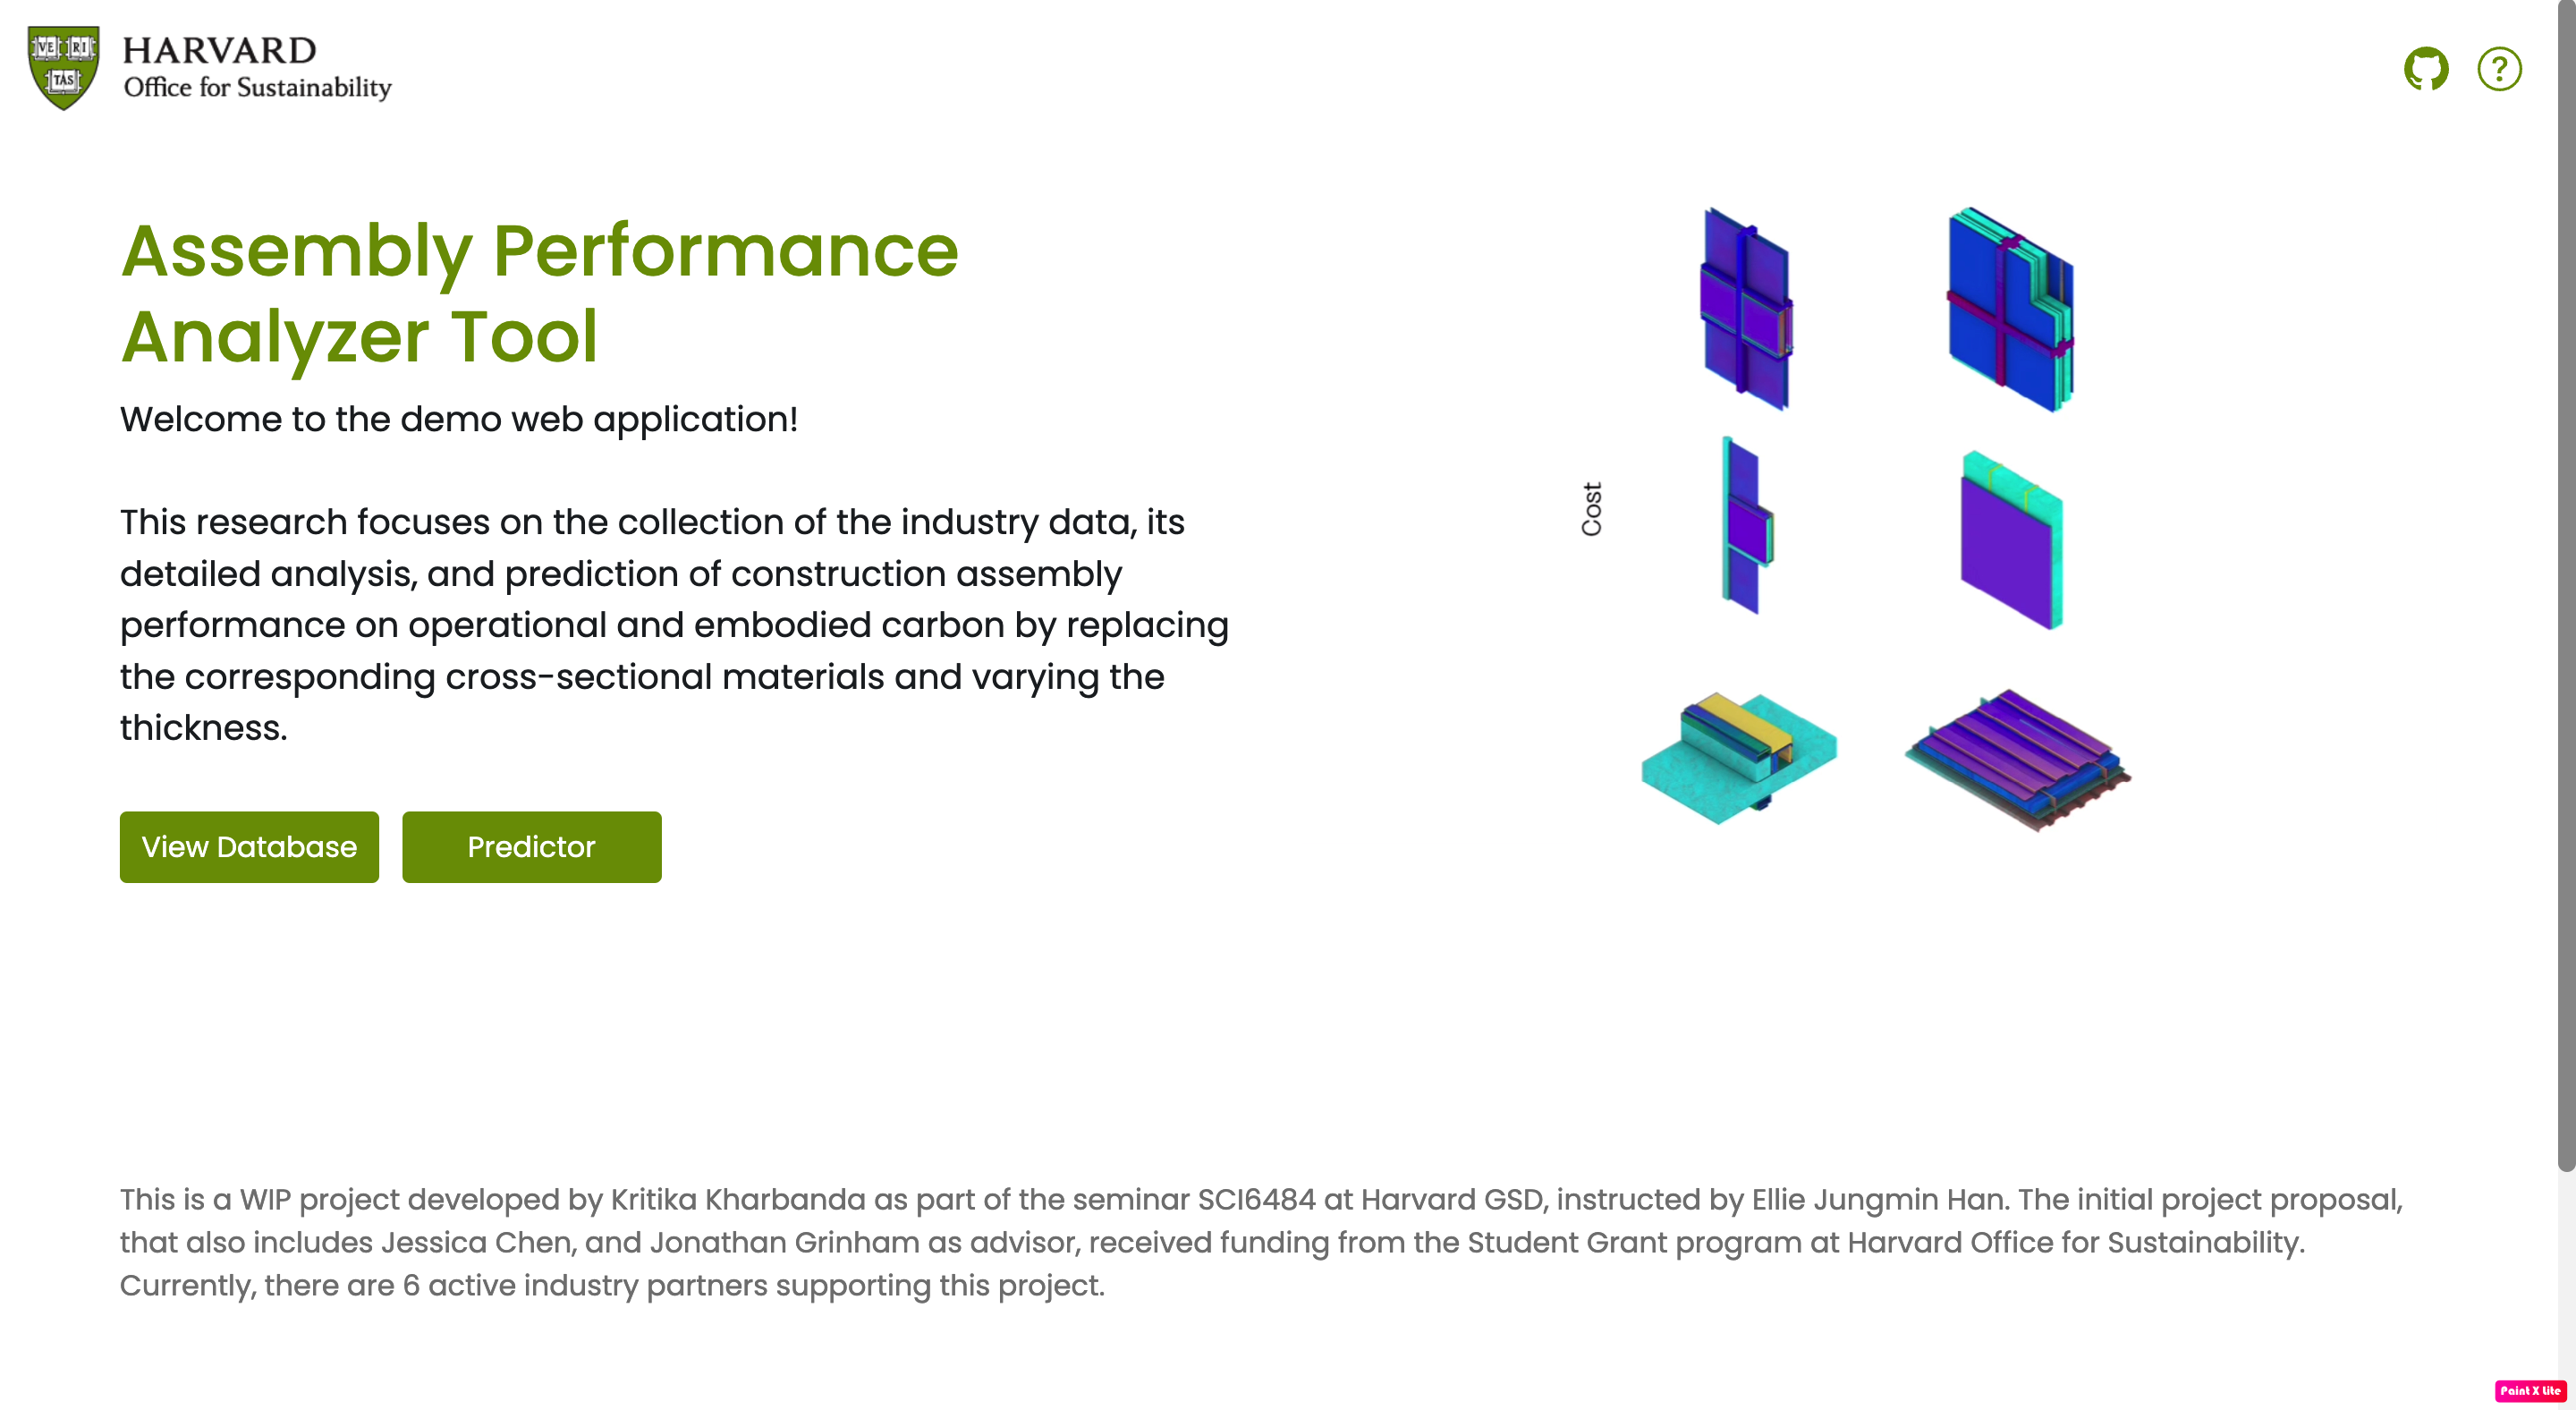 VE RI
TAS
HARVARD
Office for Sustainability
Assembly Performance
Analyzer Tool
Welcome to the demo web application!
This research focuses on the collection of the industry data, its
detailed analysis, and prediction of construction assembly
performance on operational and embodied carbon by replacing
the corresponding cross-sectional materials and varying the
thickness.
View Database
Predictor
Cost
This is a WIP project developed by Kritika Kharbanda as part of the seminar SCI6484 at Harvard GSD, instructed by Ellie Jungmin Han. The initial project proposal,
that also includes Jessica Chen, and Jonathan Grinham as advisor, received funding from the Student Grant program at Harvard Office for Sustainability.
Currently, there are 6 active industry partners supporting this project.
Paint X Lite